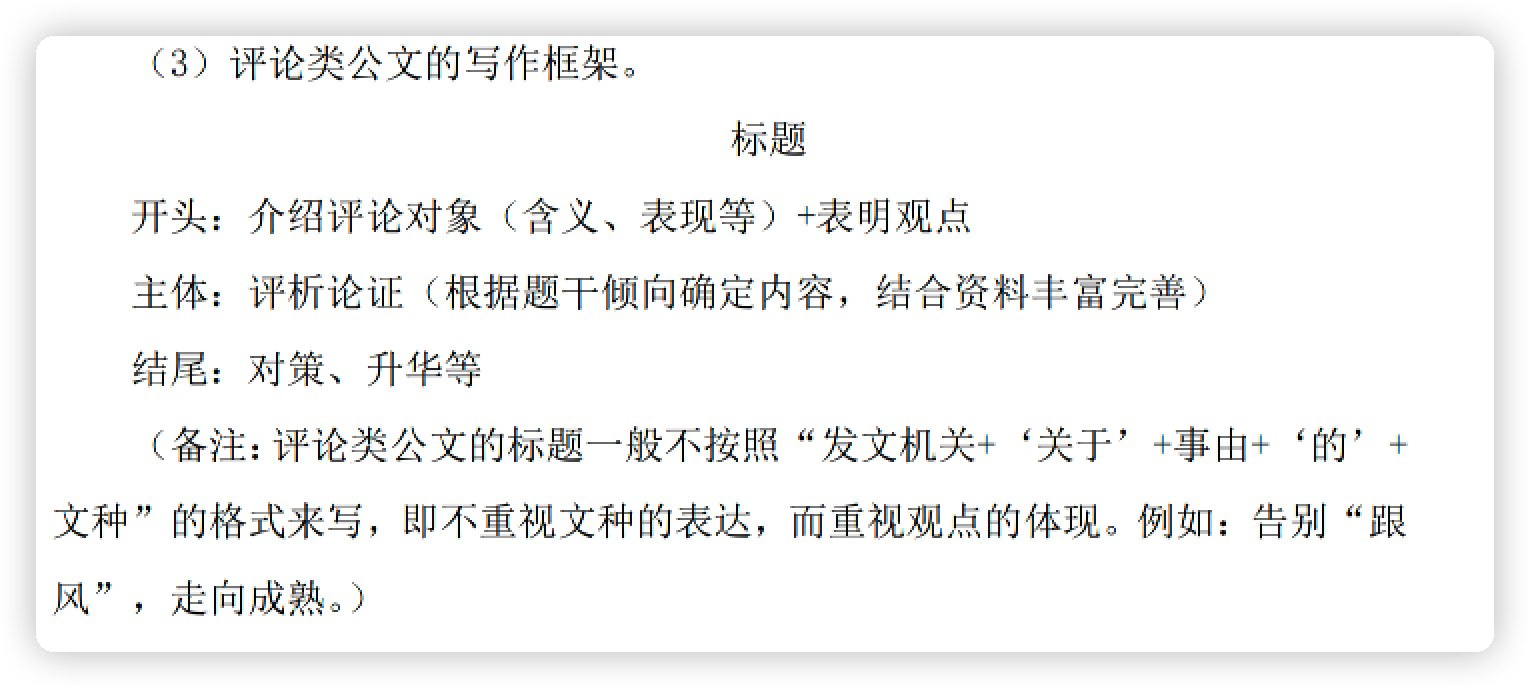 （3）评论类公文的写作框架。
标题
开头：介绍评论对象（含义、表现等）+表明观点
主体：评析论证（根据题干倾向确定内容，结合资料丰富完善）
结尾：对策、升华等
（备注：评论类公文的标题一般不按照“发文机关+‘关于’+事由+‘的’+
文种”的格式来写，即不重视文种的表达，而重视观点的体现。例如：告别“跟
风”，走向成熟。）